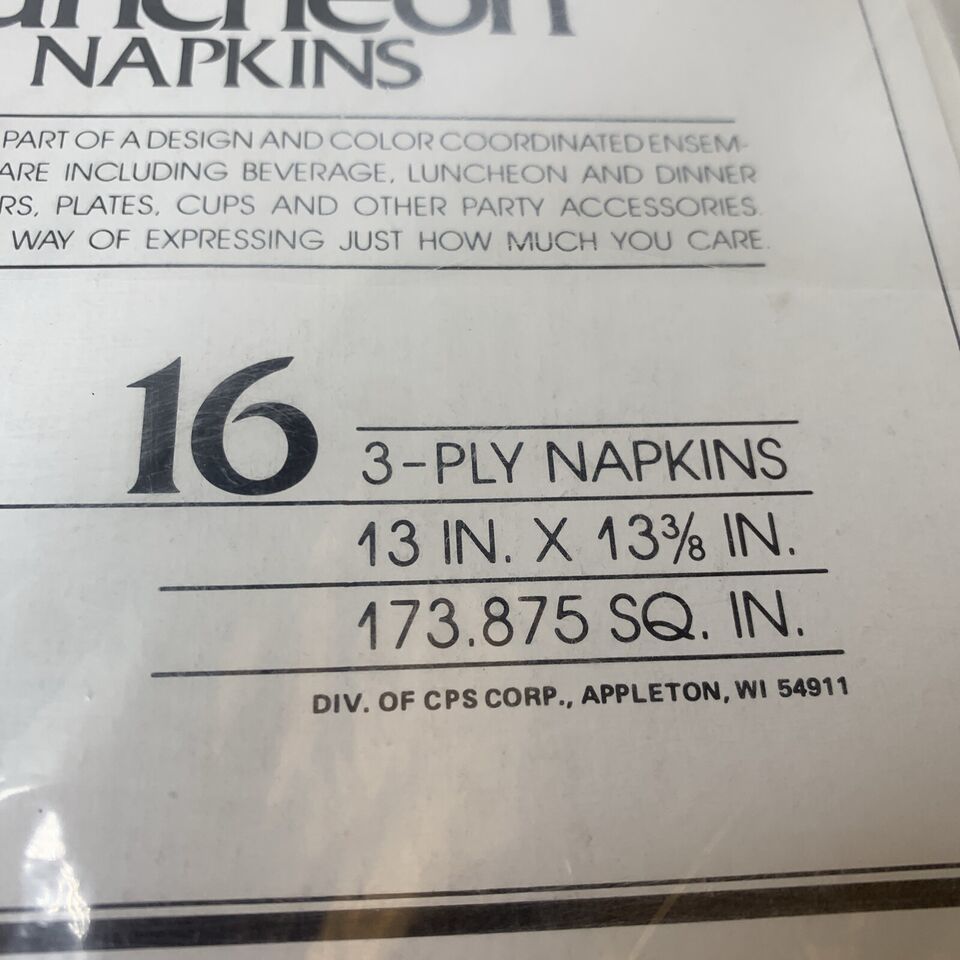 uncheon
NAPKINS
PART OF A DESIGN AND COLOR COORDINATED ENSEM-
ARE INCLUDING BEVERAGE, LUNCHEON AND DINNER
RS, PLATES, CUPS AND OTHER PARTY ACCESSORIES.
WAY OF EXPRESSING JUST HOW MUCH YOU CARE.
16 3-PLY NAPKINS
13 IN. X 13⅜ IN.
173.875 SQ. IN.
DIV. OF CPS CORP., APPLETON, WI 54911